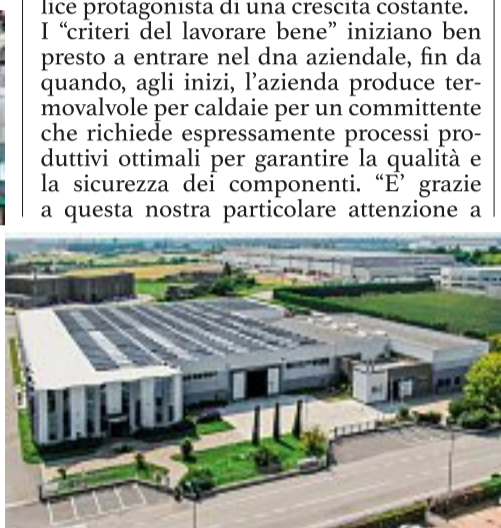 lice protagonista di una crescita costante.
I “criteri del lavorare bene” iniziano ben
presto a entrare nel dna aziendale, fin da
quando, agli inizi, l’azienda produce ter-
movalvole per caldaie per un committente
che richiede espressamente processi pro-
duttivi ottimali per garantire la qualità e
la sicurezza dei componenti. “E’ grazie
a questa nostra particolare attenzione a